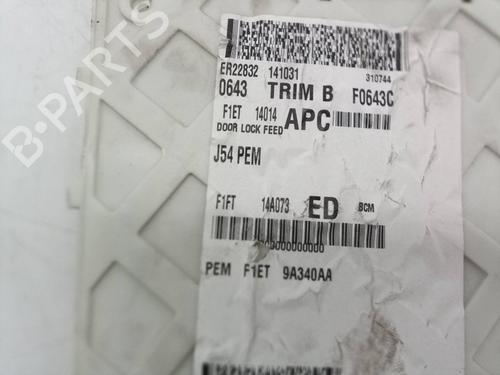 B-PARTS
ER22832 141031 310744
0643 TRIM B F0643C
F1ET 14014 APC
DOOR LOCK FEED
J54 PEM
F1FT 14A073 ED BCM
PEM F1ET 9A340AA